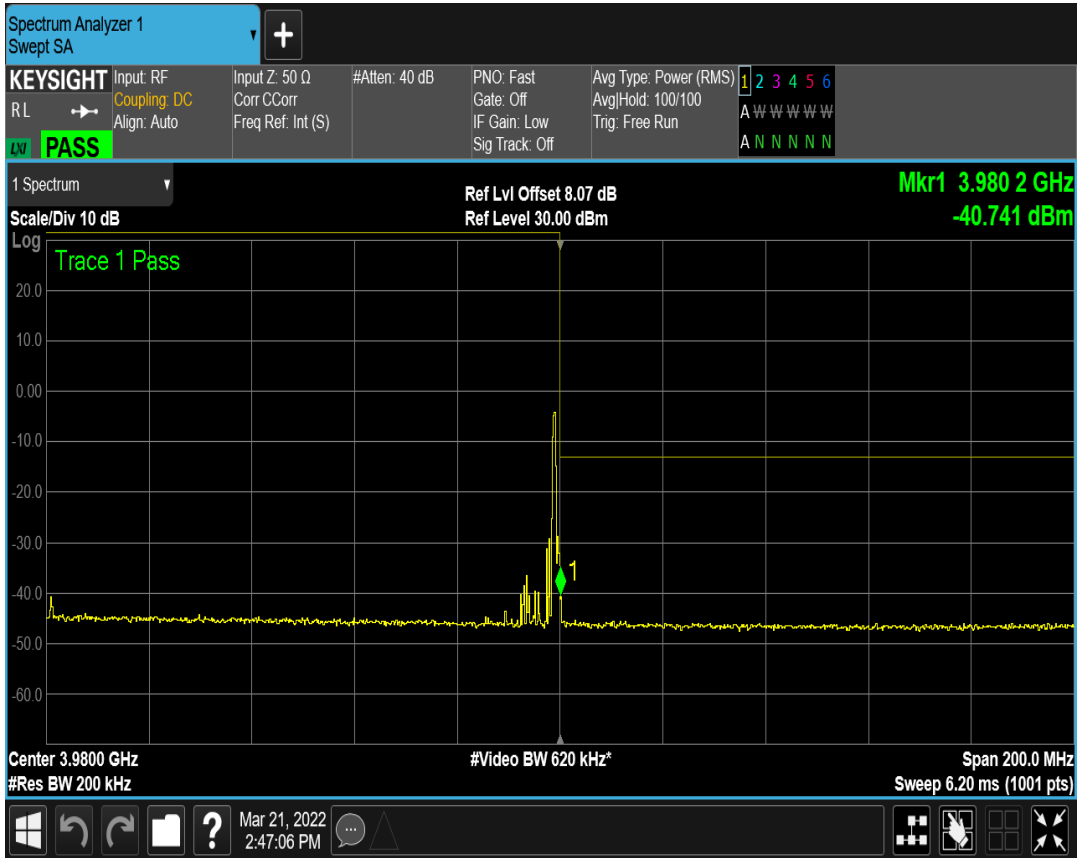 Spectrum Analyzer 1
Swept SA
KEYSIGHT
R L
LXI PASS
Input: RF
Coupling: DC
Align: Auto
Input Z: 50 Ω
Corr CCorr
Freq Ref: Int (S)
#Atten: 40 dB
PNO: Fast
Gate: Off
IF Gain: Low
Sig Track: Off
Avg Type: Power (RMS)
Avg|Hold: 100/100
Trig: Free Run
1 2 3 4 5 6
A W W W W W
A N N N N N
1 Spectrum
Scale/Div 10 dB
Ref Lvl Offset 8.07 dB
Ref Level 30.00 dBm
Mkr1 3.980 2 GHz
-40.741 dBm
Log
Trace 1 Pass
20.0
10.0
0.00
-10.0
-20.0
-30.0
1
-40.0
-50.0
-60.0
Center 3.9800 GHz
#Res BW 200 kHz
#Video BW 620 kHz*
Span 200.0 MHz
Sweep 6.20 ms (1001 pts)
?
Mar 21, 2022
2:47:06 PM